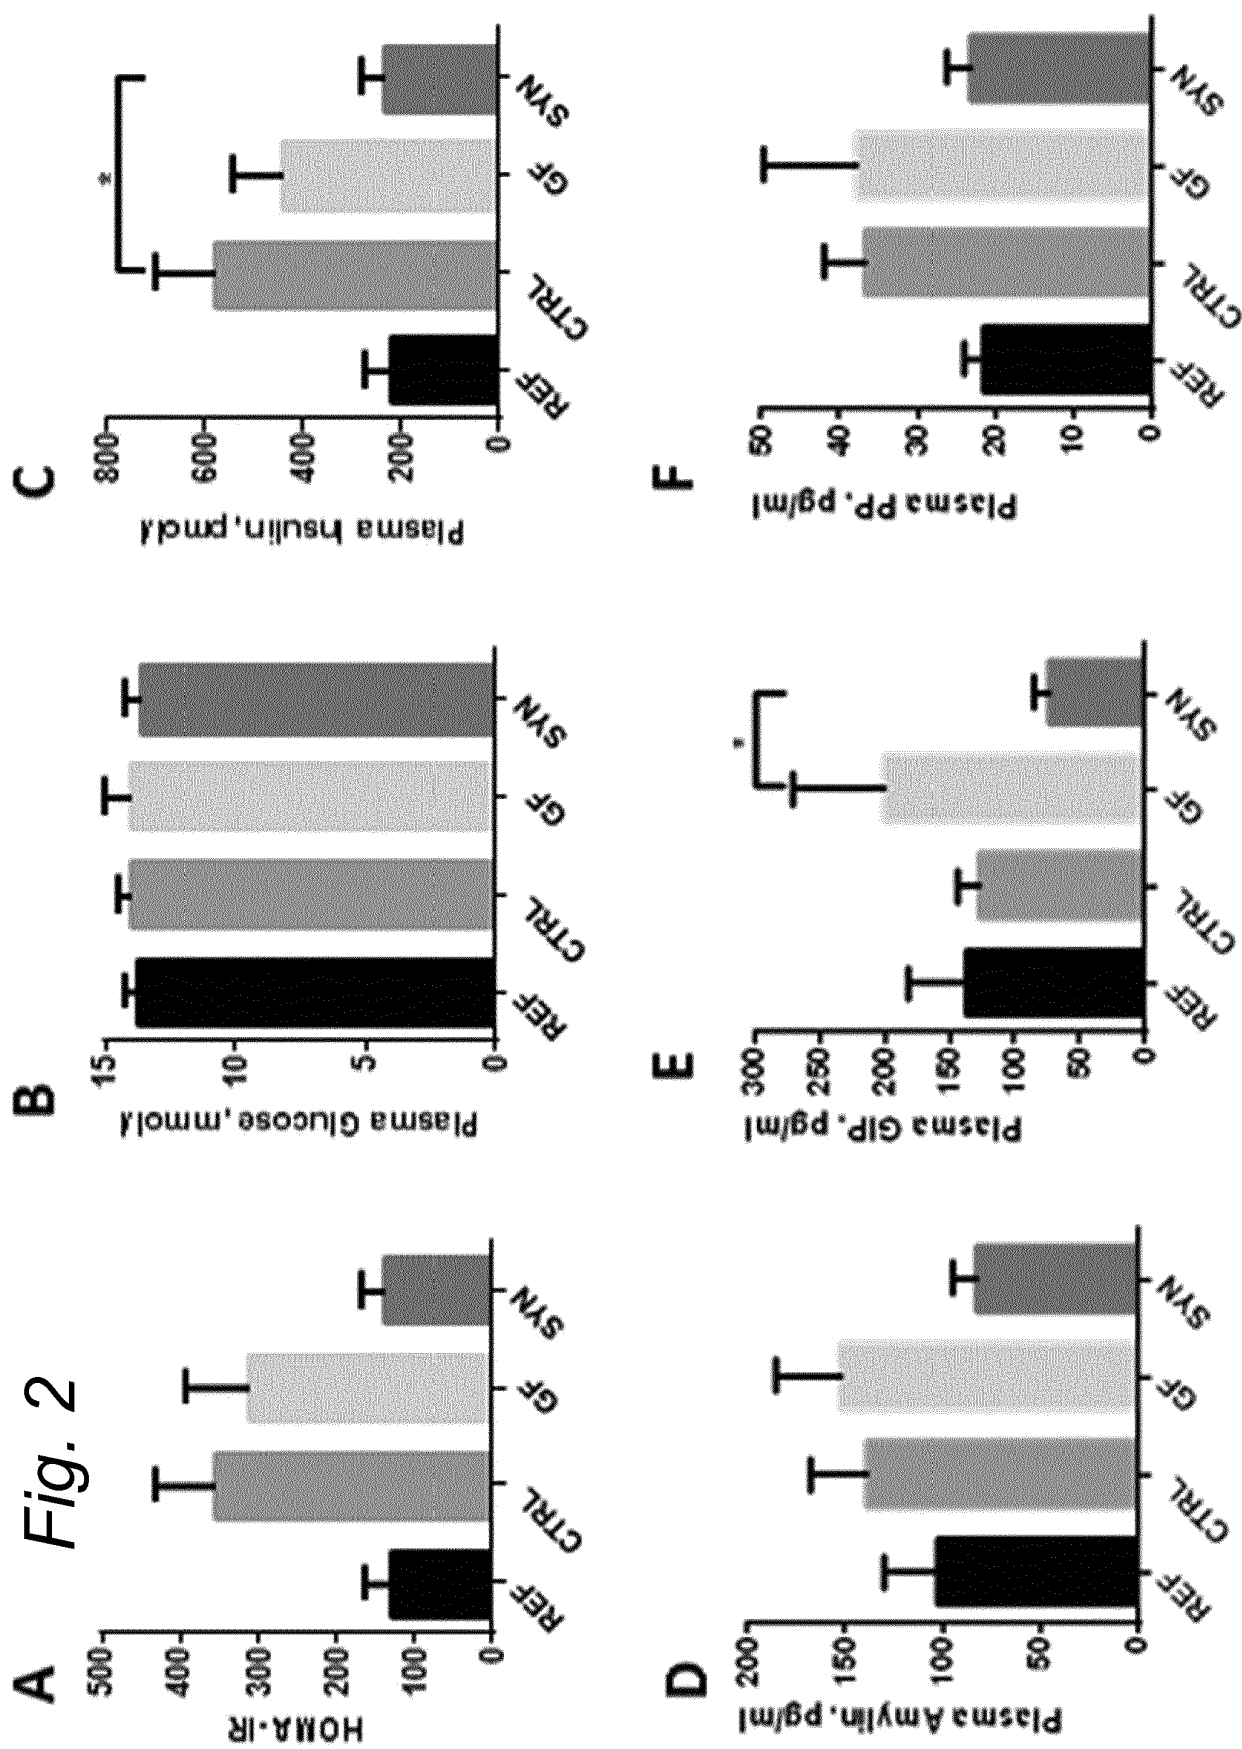 Fig. 2
A
HOMA-IR
500
400
300
200
100
0
REF
CTRL
GF
SYN
B
Plasma Glucose, mmol/l
15
10
5
0
REF
CTRL
GF
SYN
C
Plasma Insulin, pmol/l
800
600
400
200
0
*
REF
CTRL
GF
SYN
D
Plasma Amylin, pg/ml
200
150
100
50
0
REF
CTRL
GF
SYN
E
Plasma GIP, pg/ml
300
250
200
150
100
50
0
*
REF
CTRL
GF
SYN
F
Plasma PP, pg/ml
50
40
30
20
10
0
REF
CTRL
GF
SYN